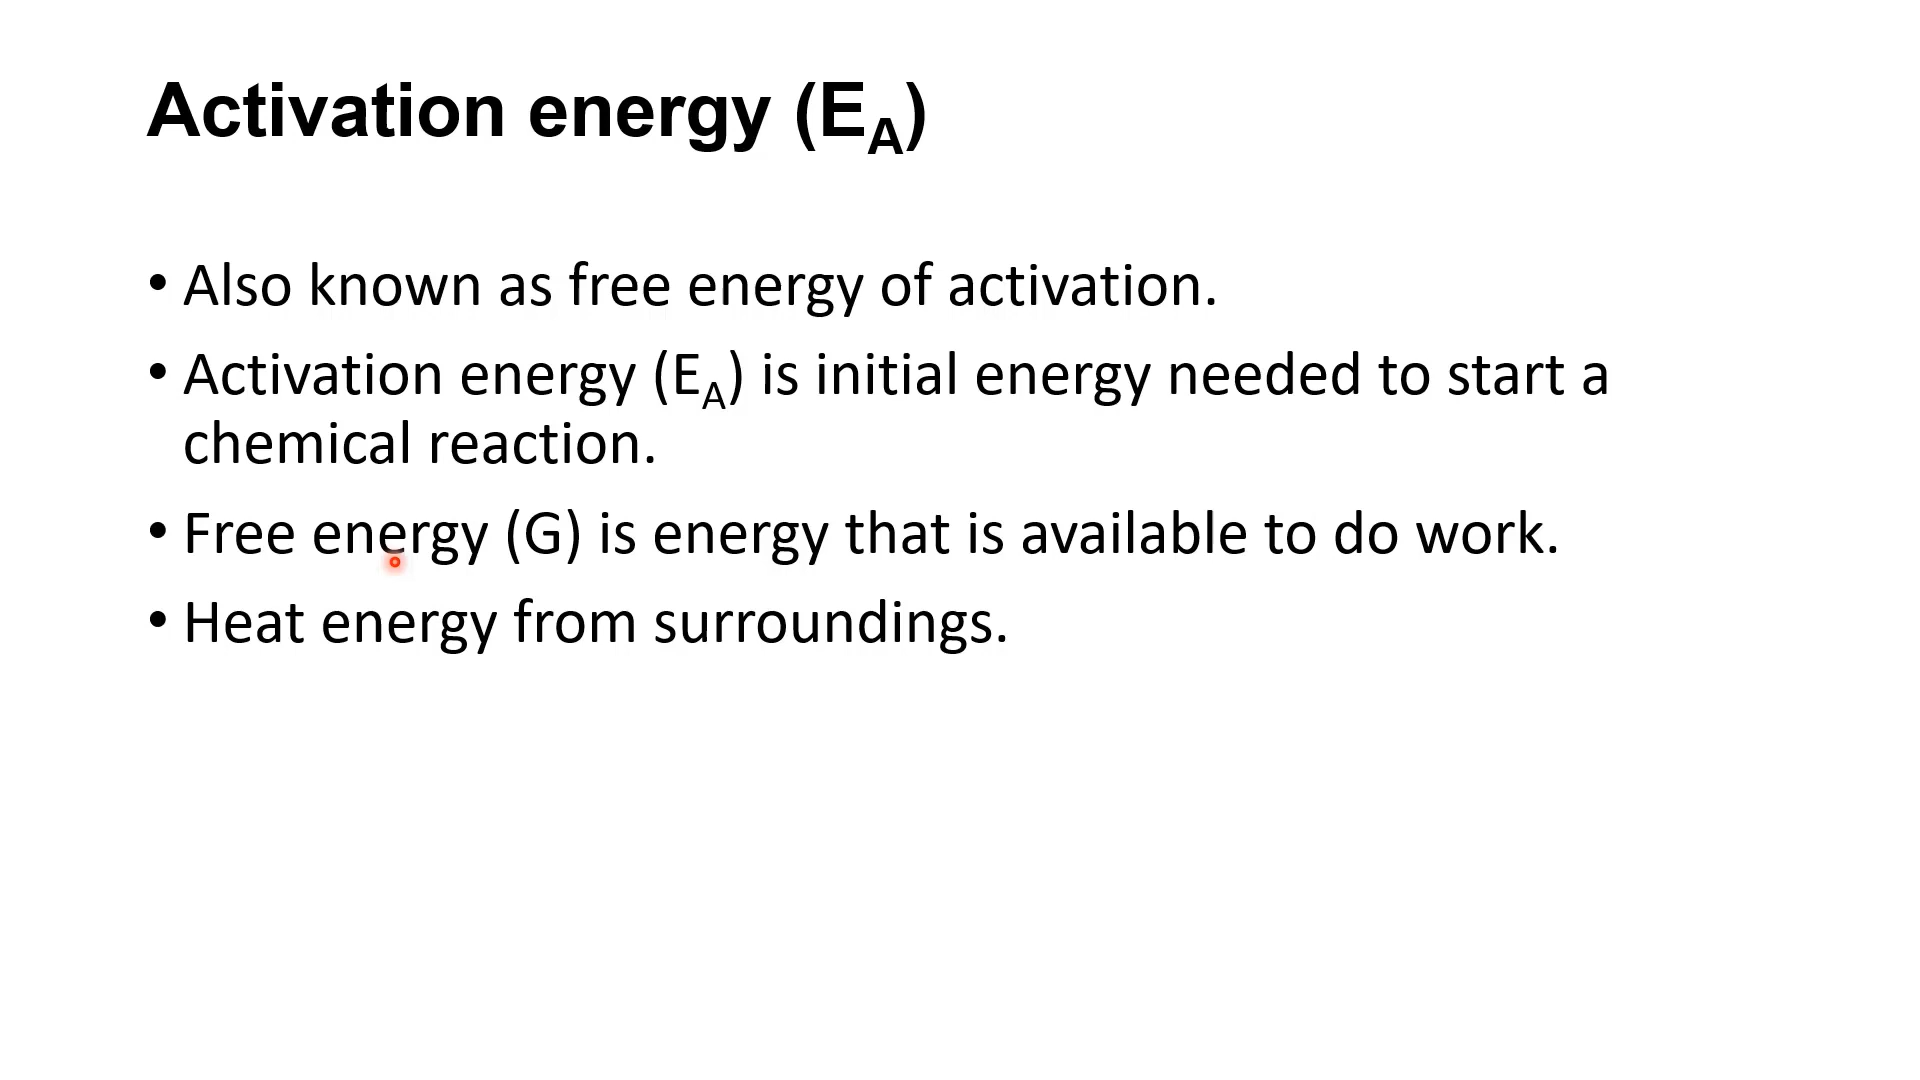 Activation energy (EA)
• Also known as free energy of activation.
• Activation energy (EA) is initial energy needed to start a
chemical reaction.
• Free energy (G) is energy that is available to do work.
• Heat energy from surroundings.